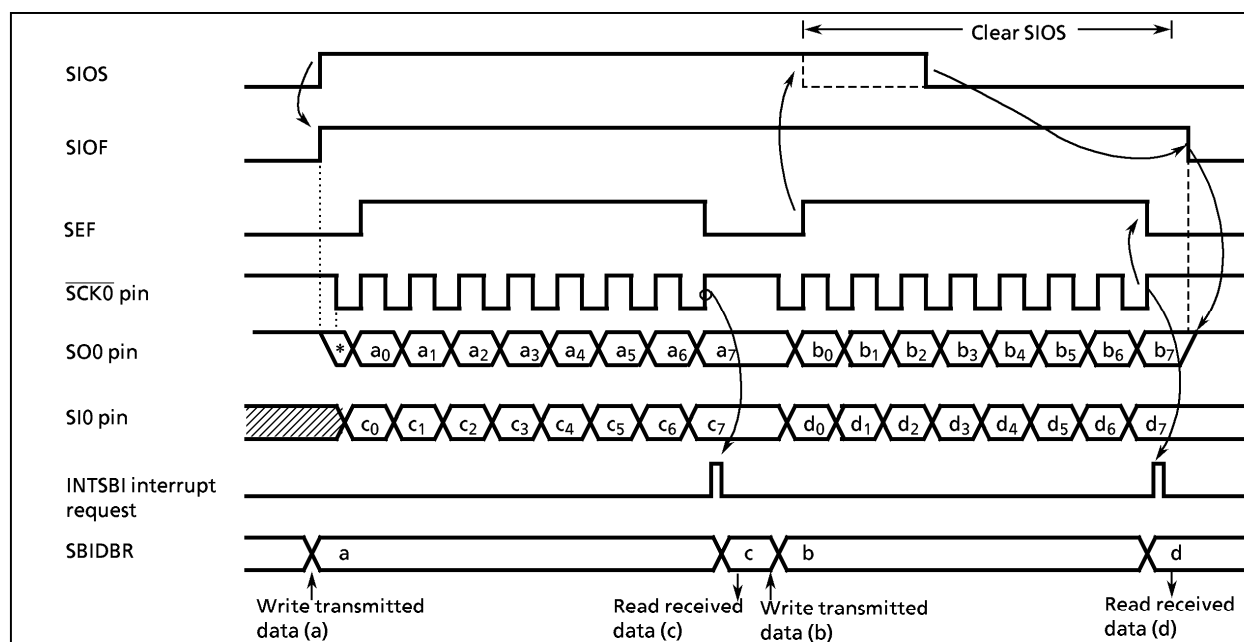 Clear SIOS
SIOS
SIOF
SEF
SCK0 pin
SO0 pin
* a0 a1 a2 a3 a4 a5 a6 a7 b0 b1 b2 b3 b4 b5 b6 b7
SI0 pin
c0 c1 c2 c3 c4 c5 c6 c7 d0 d1 d2 d3 d4 d5 d6 d7
INTSBI interrupt
request
SBIDBR
a c b d
Write transmitted
data (a)
Read received
data (c)
Write transmitted
data (b)
Read received
data (d)